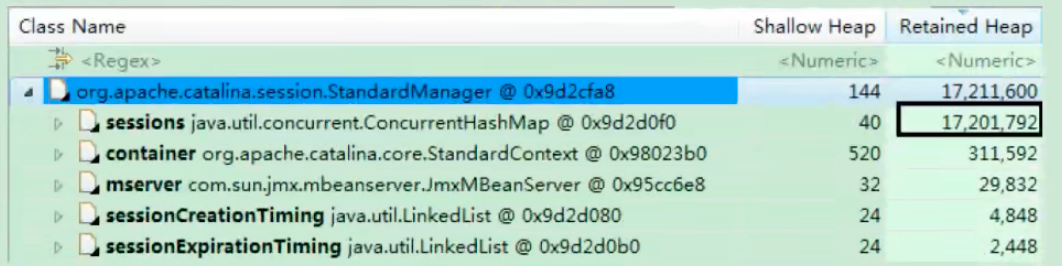 Class Name Shallow Heap Retained Heap
<Regex> <Numeric> <Numeric>
org.apache.catalina.session.StandardManager @ 0x9d2cfa8 144 17,211,600
sessions java.util.concurrent.ConcurrentHashMap @ 0x9d2d0f0 40 17,201,792
container org.apache.catalina.core.StandardContext @ 0x98023b0 520 311,592
mserver com.sun.jmx.mbeanserver.JmxMBeanServer @ 0x95cc6e8 32 29,832
sessionCreationTiming java.util.LinkedList @ 0x9d2d080 24 4,848
sessionExpirationTiming java.util.LinkedList @ 0x9d2d0b0 24 2,448